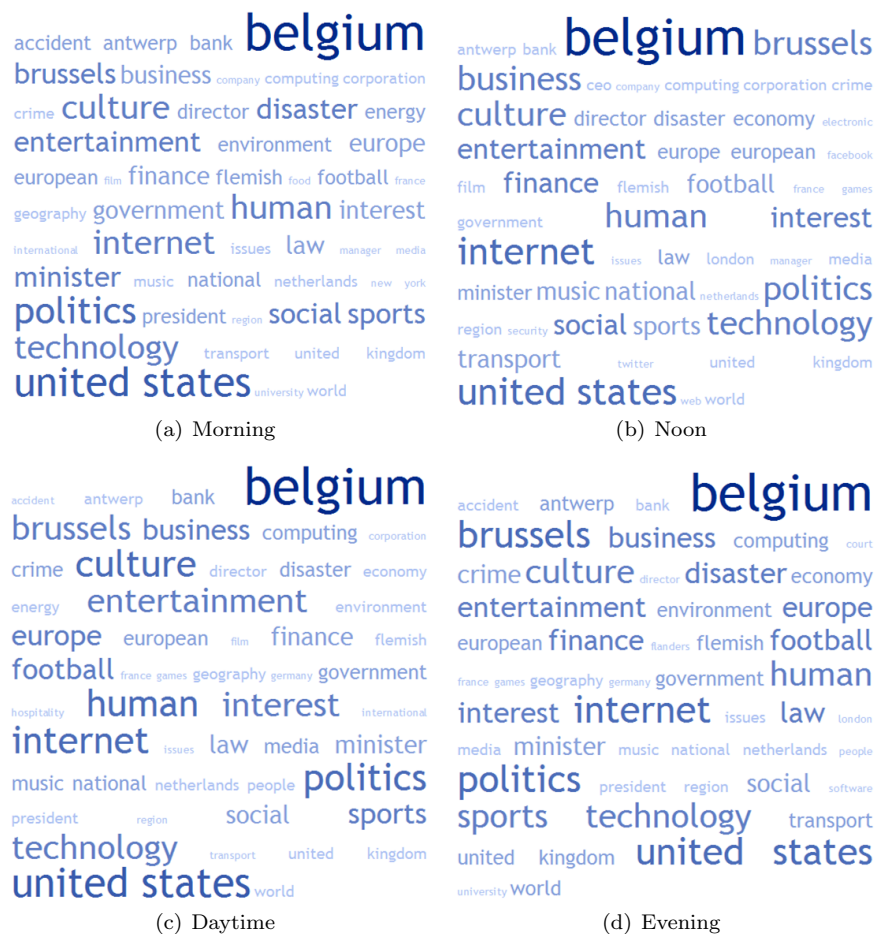 accident antwerp bank belgium
brussels business company computing corporation
crime culture director disaster energy
entertainment environment europe
european film finance flemish food football france
geography government human interest
international internet issues law manager media
minister music national netherlands new york
politics president region social sports
technology transport united kingdom
united states university world
(a) Morning
antwerp bank belgium brussels
business ceo company computing corporation crime
culture director disaster economy electronic
entertainment europe european facebook
film finance flemish football france games
government human interest
internet issues law london manager media
minister music national netherlands politics
region security social sports technology
transport twitter united kingdom
united states web world
(b) Noon
accident antwerp bank belgium
brussels business computing corporation
crime culture director disaster economy
energy entertainment environment
europe european film finance flemish
football france games geography germany government
hospitality human interest international
internet issues law media minister
music national netherlands people politics
president region social sports
technology transport united kingdom
united states world
(c) Daytime
accident antwerp bank belgium
brussels business computing court
crime culture director disaster economy
entertainment environment europe
european finance flanders flemish football
france games geography germany government human
interest internet issues law london
media minister music national netherlands people
politics president region social software
sports technology transport
united kingdom united states
university world
(d) Evening